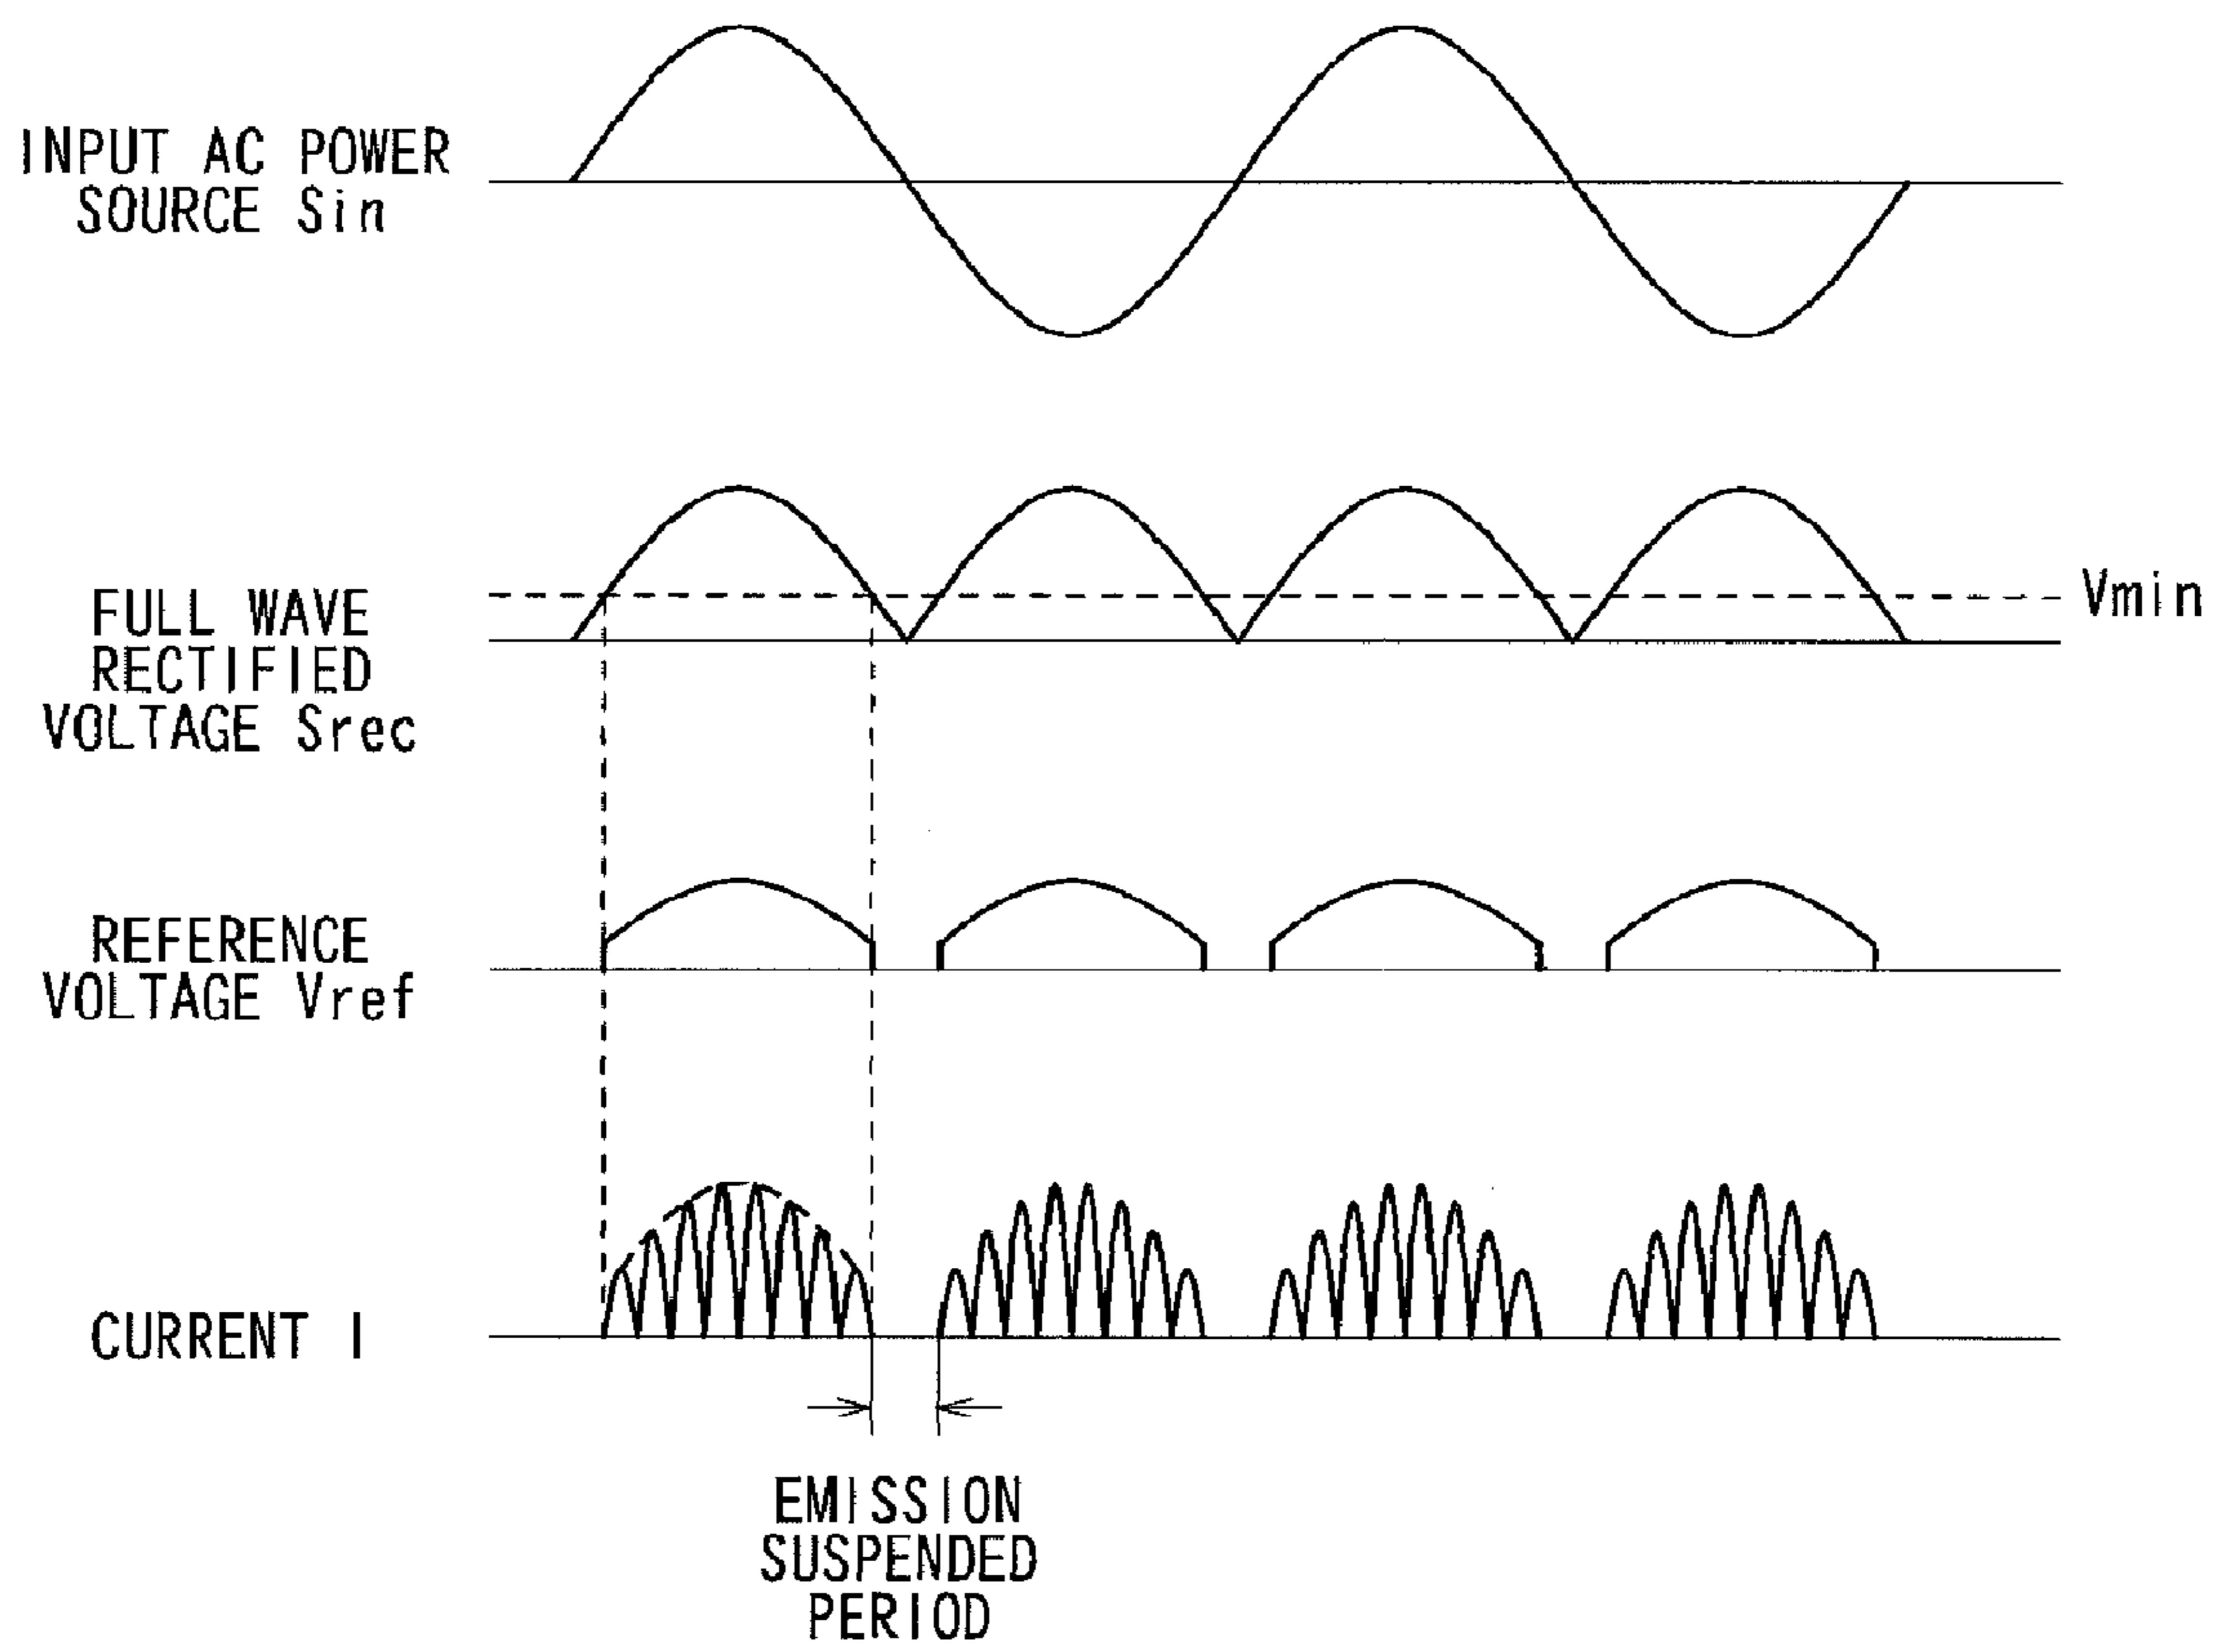 INPUT AC POWER
SOURCE Sin
FULL WAVE
RECTIFIED
VOLTAGE Srec
Vmin
REFERENCE
VOLTAGE Vref
CURRENT I
EMISSION
SUSPENDED
PERIOD